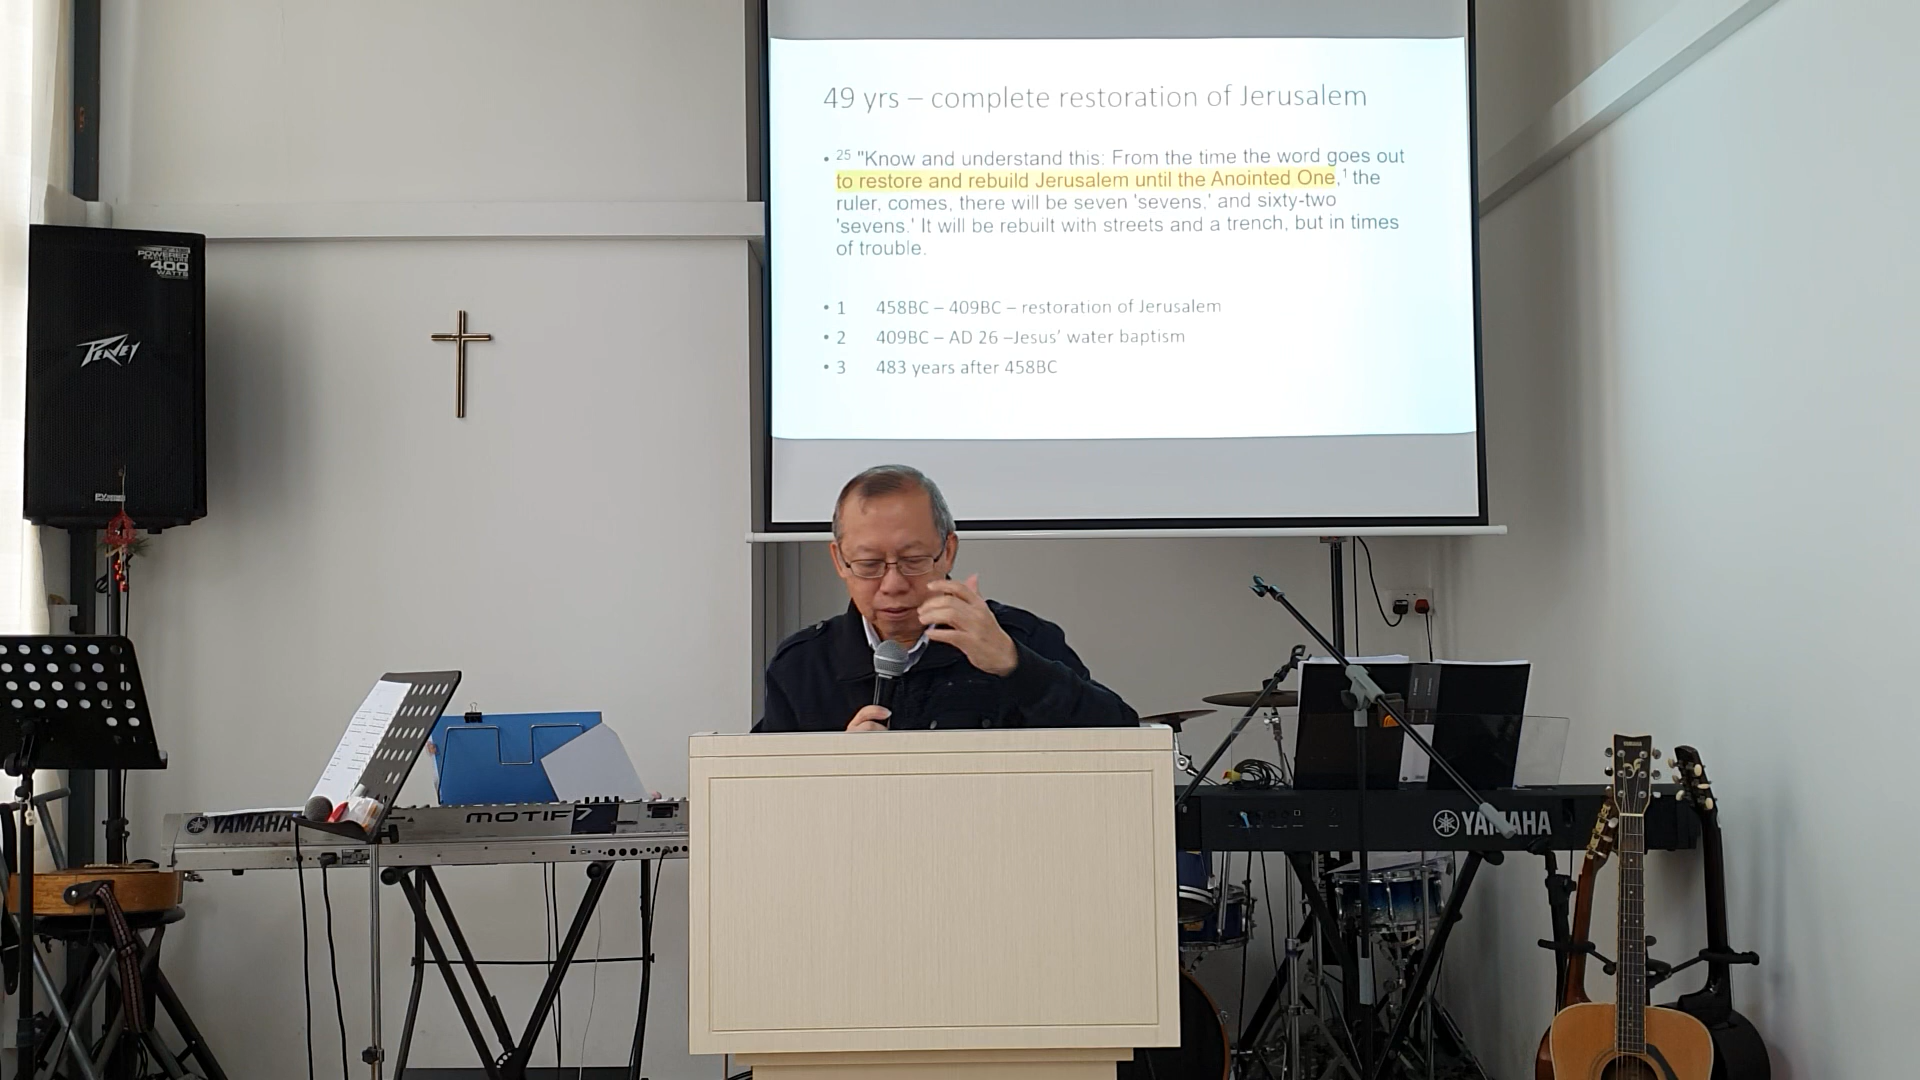 49 yrs – complete restoration of Jerusalem
• 25 "Know and understand this: From the time the word goes out
to restore and rebuild Jerusalem until the Anointed One,1 the
ruler, comes, there will be seven 'sevens,' and sixty-two
'sevens.' It will be rebuilt with streets and a trench, but in times
of trouble.
• 1 458BC – 409BC – restoration of Jerusalem
• 2 409BC – AD 26 –Jesus' water baptism
• 3 483 years after 458BC
POWERED
400
WATTS
PEAVEY
YAMAHA
MOTIF7
YAMAHA
YAMAHA